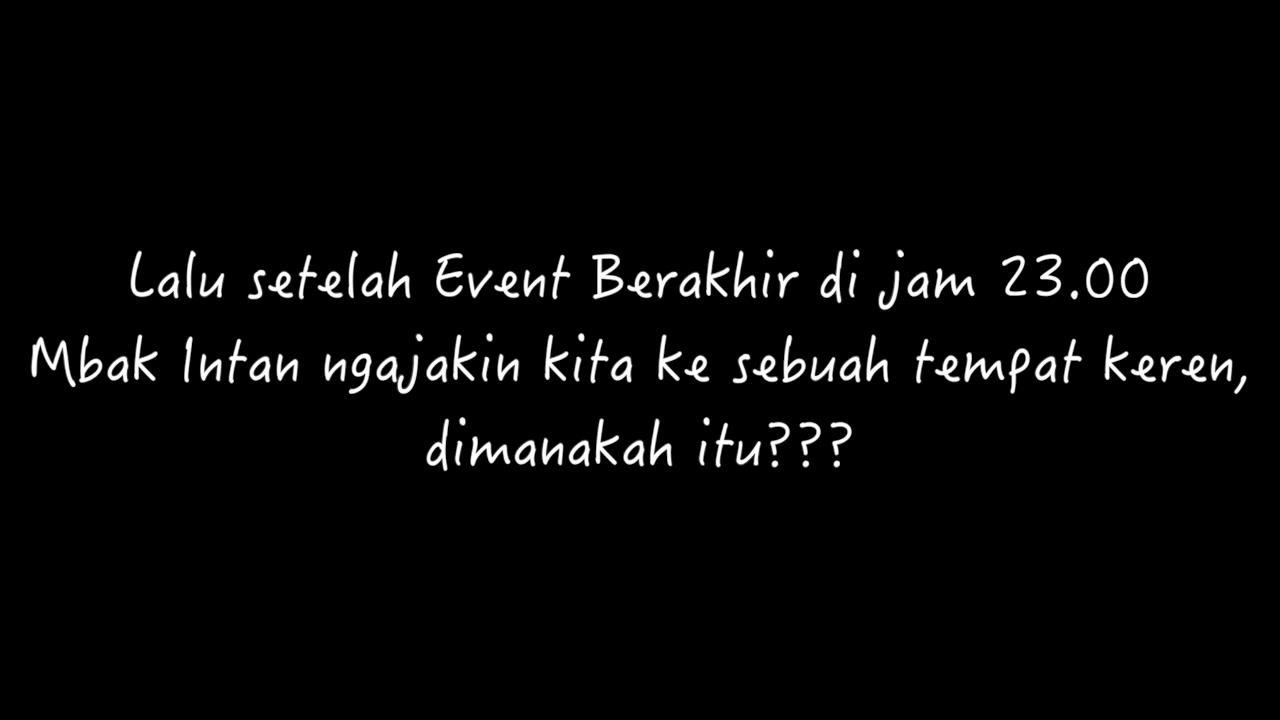 Lalu setelah Event Berakhir di jam 23.00
Mbak Intan ngajakin kita ke sebuah tempat keren,
dimanakah itu???